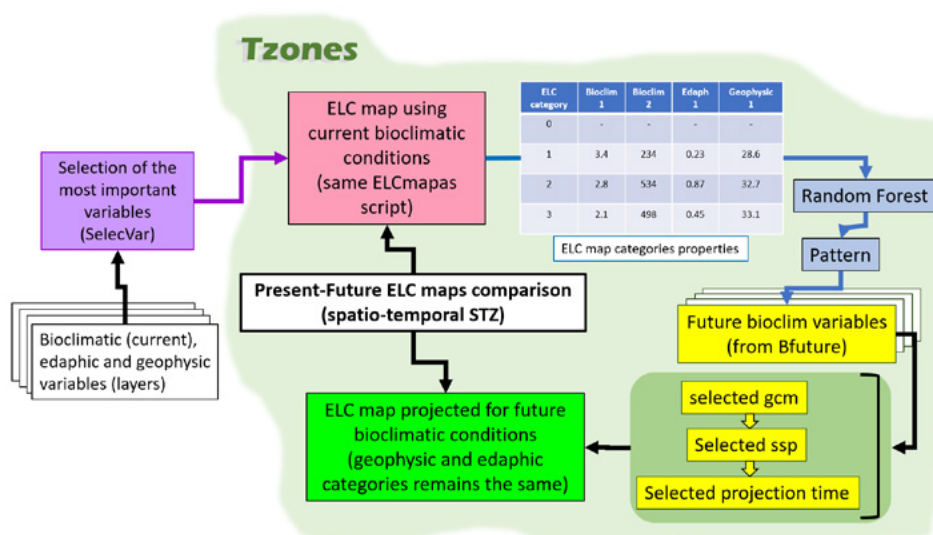 Tzones
ELC map using
current bioclimatic
conditions
(same ELCmapas
script)
ELC category Bioclim 1 Bioclim 2 Edaph 1 Geophysic 1
0 - - - -
1 3.4 234 0.23 28.6
2 2.8 534 0.87 32.7
3 2.1 498 0.45 33.1
ELC map categories properties
Selection of the
most important
variables
(SelecVar)
Random Forest
Pattern
Present-Future ELC maps comparison
(spatio-temporal STZ)
Bioclimatic (current),
edaphic and geophysic
variables (layers)
Future bioclim variables
(from Bfuture)
ELC map projected for future
bioclimatic conditions
(geophysic and edaphic
categories remains the same)
selected gcm
Selected ssp
Selected projection time